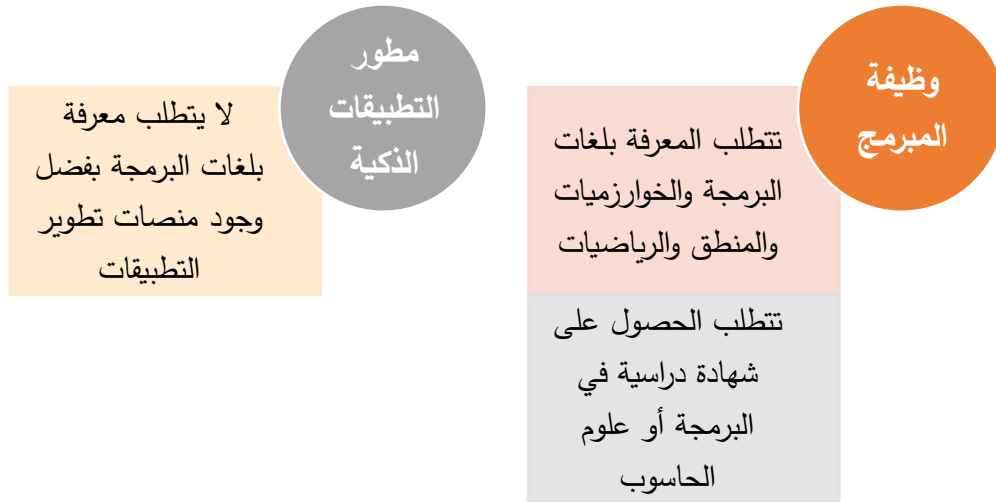 وظيفة
المبرمج
تتطلب المعرفة بلغات
البرمجة والخوارزميات
والمنطق والرياضيات
تتطلب الحصول على
شهادة دراسية في
البرمجة أو علوم
الحاسوب
مطور
التطبيقات
الذكية
لا يتطلب معرفة
بلغات البرمجة بفضل
وجود منصات تطوير
التطبيقات